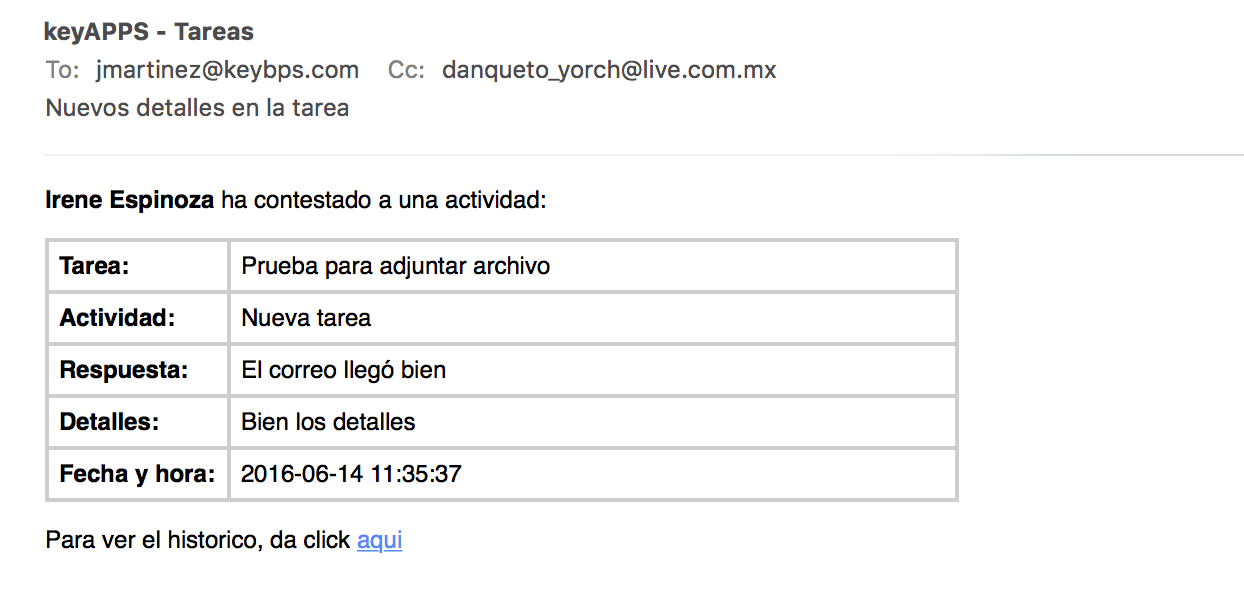 keyAPPS - Tareas
To: jmartinez@keybps.com Cc: danqueto_yorch@live.com.mx
Nuevos detalles en la tarea
Irene Espinoza ha contestado a una actividad:
Tarea: Prueba para adjuntar archivo
Actividad: Nueva tarea
Respuesta: El correo llegó bien
Detalles: Bien los detalles
Fecha y hora: 2016-06-14 11:35:37
Para ver el historico, da click aqui